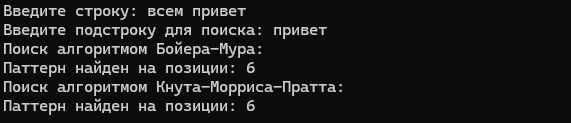 Введите строку: всем привет
Введите подстроку для поиска: привет
Поиск алгоритмом Бойера-Мура:
Паттерн найден на позиции: 6
Поиск алгоритмом Кнута-Морриса-Пратта:
Паттерн найден на позиции: 6